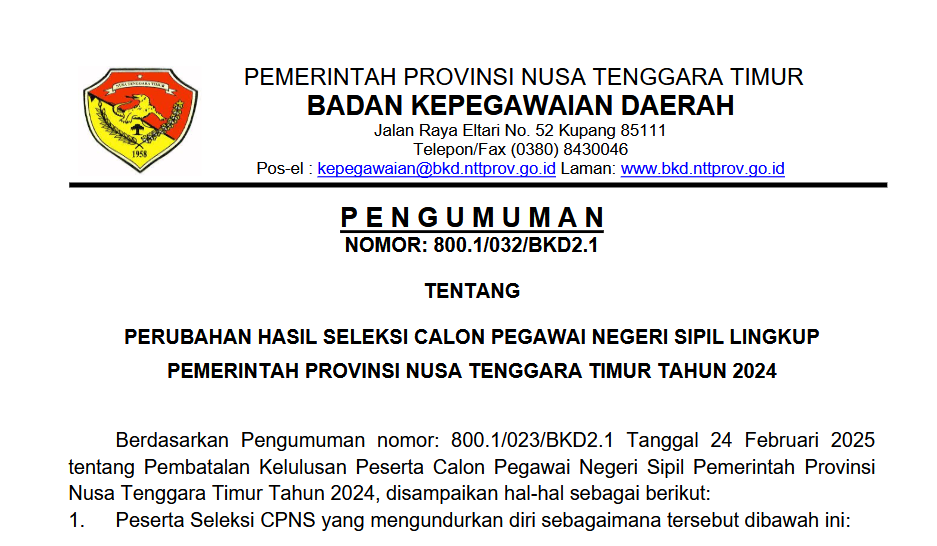 PEMERINTAH PROVINSI NUSA TENGGARA TIMUR
BADAN KEPEGAWAIAN DAERAH
Jalan Raya Eltari No. 52 Kupang 85111
Telepon/Fax (0380) 8430046
Pos-el : kepegawaian@bkd.nttprov.go.id Laman: www.bkd.nttprov.go.id
NUSA TENGGARA TIMUR
1958
P E N G U M U M A N
NOMOR: 800.1/032/BKD2.1
TENTANG
PERUBAHAN HASIL SELEKSI CALON PEGAWAI NEGERI SIPIL LINGKUP
PEMERINTAH PROVINSI NUSA TENGGARA TIMUR TAHUN 2024
Berdasarkan Pengumuman nomor: 800.1/023/BKD2.1 Tanggal 24 Februari 2025
tentang Pembatalan Kelulusan Peserta Calon Pegawai Negeri Sipil Pemerintah Provinsi
Nusa Tenggara Timur Tahun 2024, disampaikan hal-hal sebagai berikut:
1. Peserta Seleksi CPNS yang mengundurkan diri sebagaimana tersebut dibawah ini: